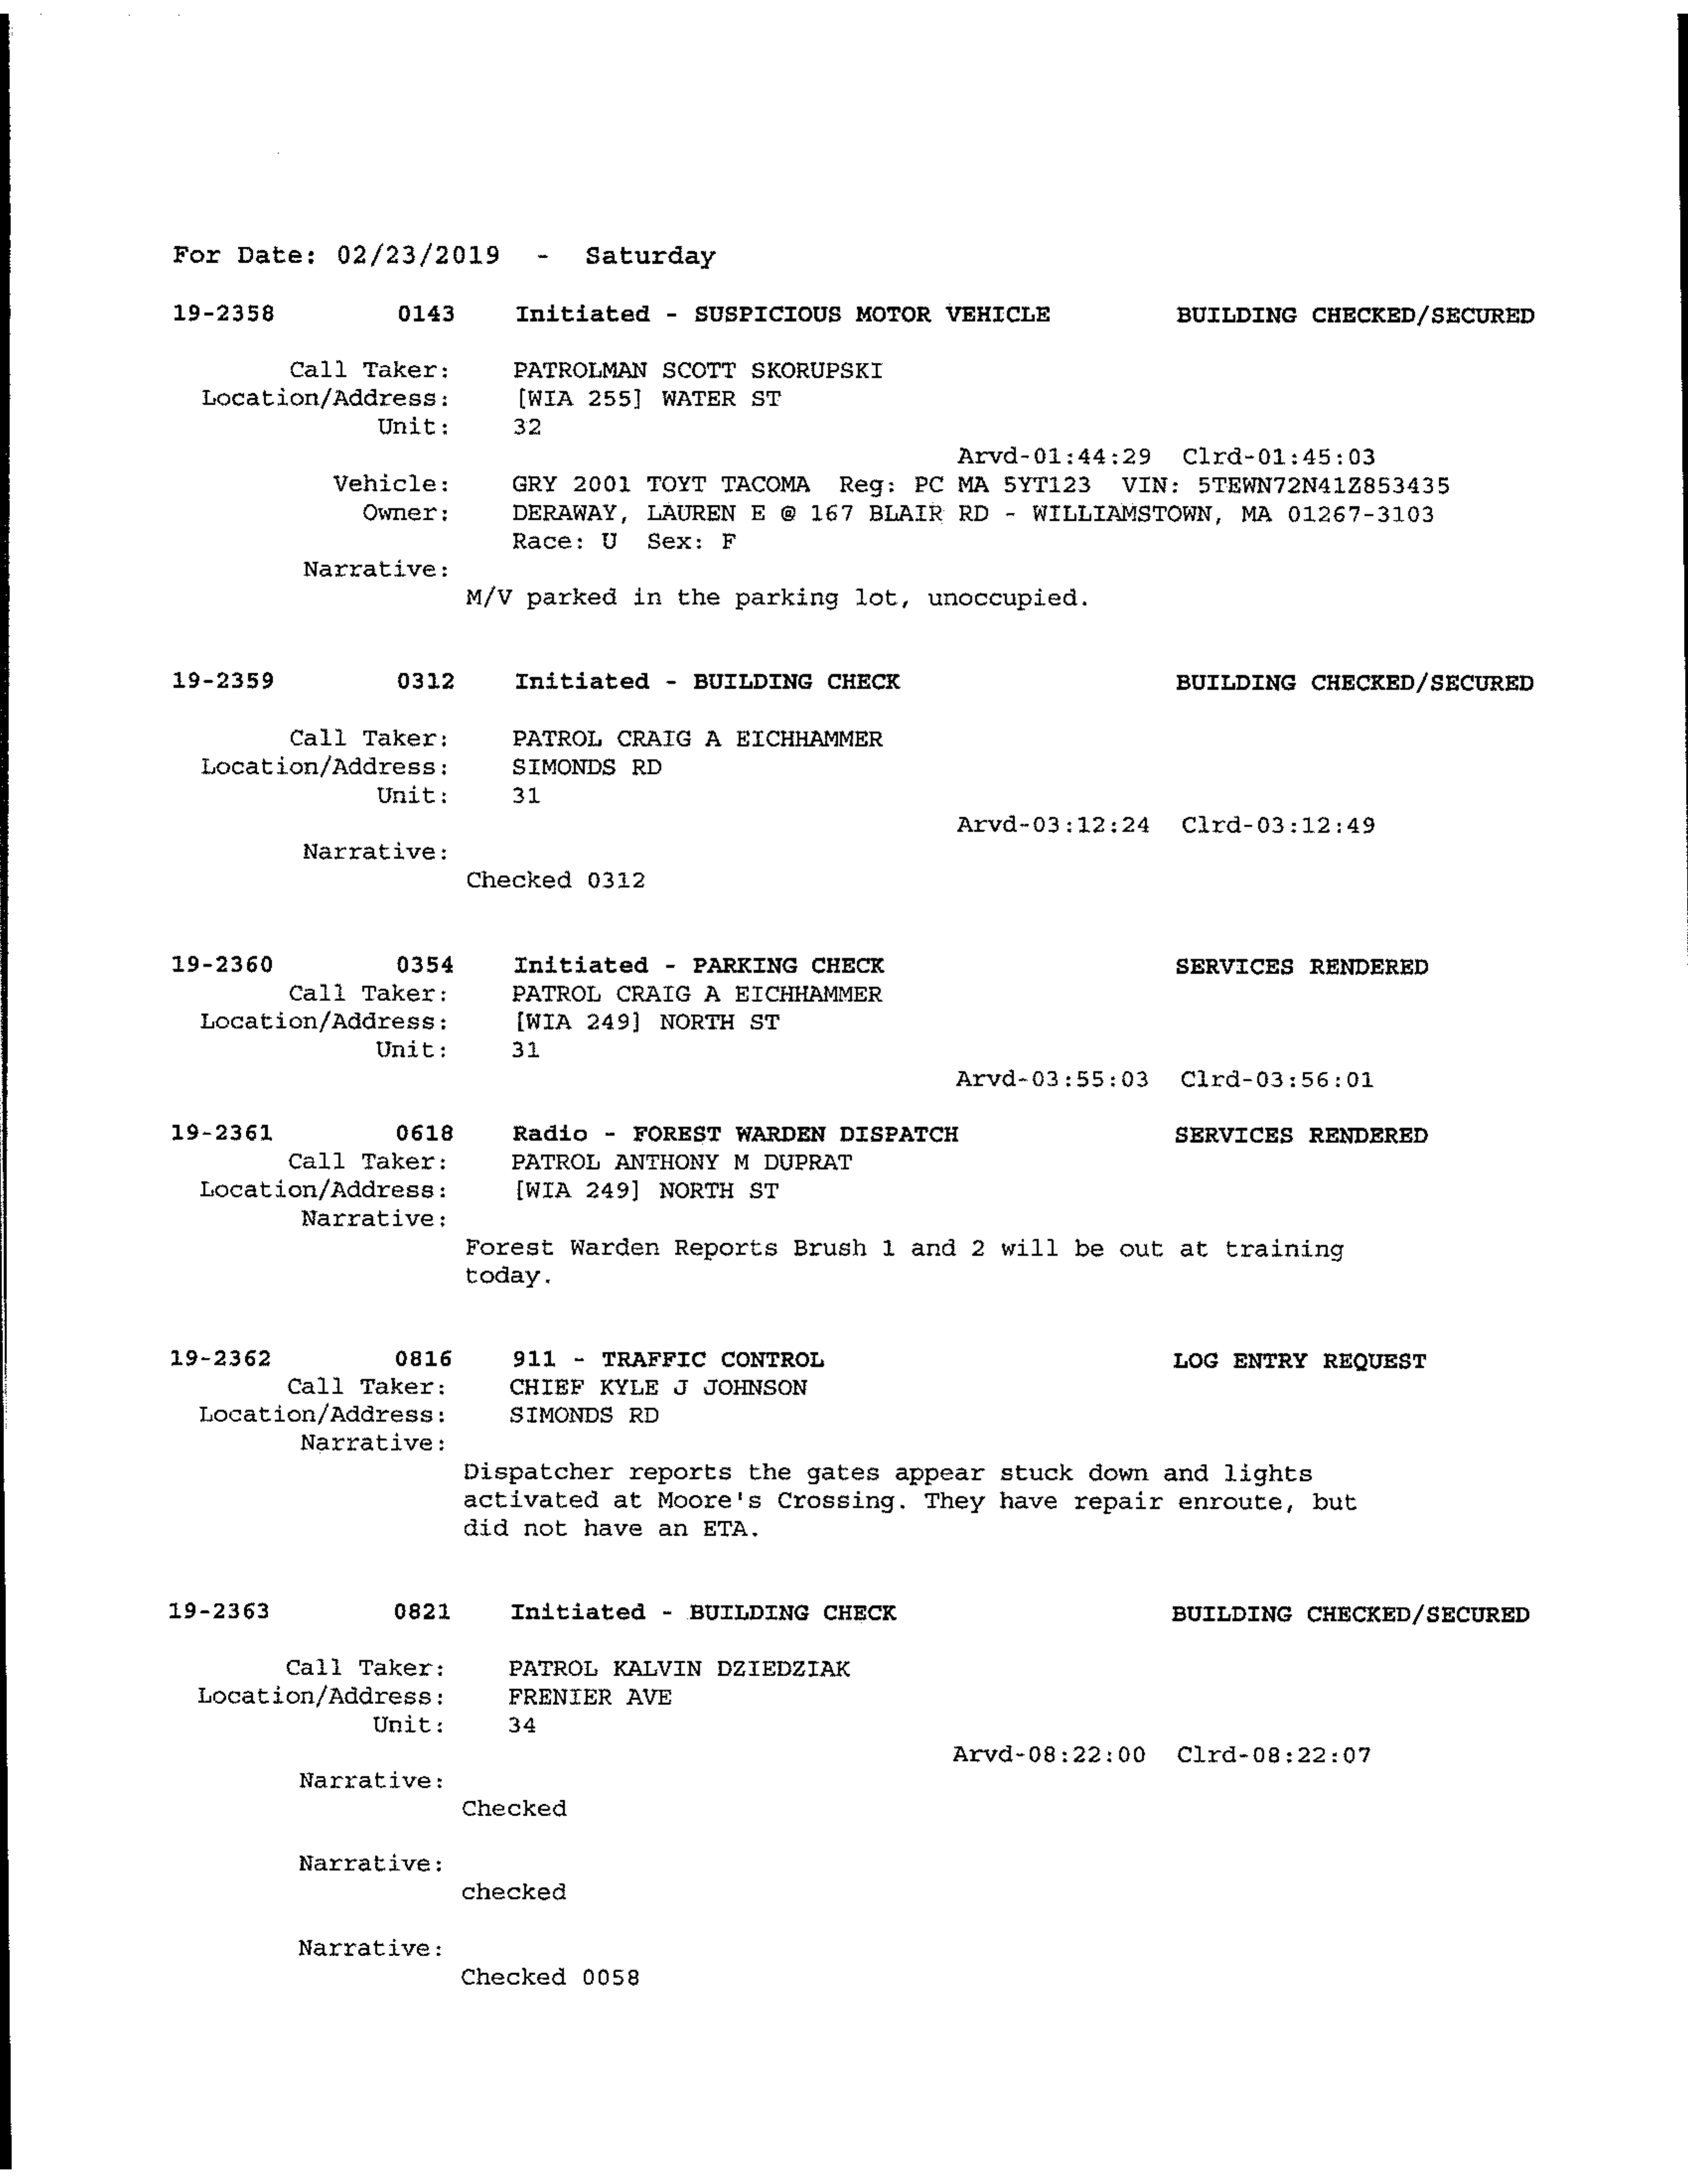 For Date: 02/23/2019 - Saturday
19-2358 0143 Initiated - SUSPICIOUS MOTOR VEHICLE BUILDING CHECKED/SECURED
Call Taker: PATROLMAN SCOTT SKORUPSKI
Location/Address: [WIA 255] WATER ST
Unit: 32
Arvd-01:44:29 Clrd-01:45:03
Vehicle: GRY 2001 TOYT TACOMA Reg: PC MA 5YT123 VIN: 5TEWN72N41Z853435
Owner: DERAWAY, LAUREN E @ 167 BLAIR RD - WILLIAMSTOWN, MA 01267-3103
Race: U Sex: F
Narrative:
M/V parked in the parking lot, unoccupied.
19-2359 0312 Initiated - BUILDING CHECK BUILDING CHECKED/SECURED
Call Taker: PATROL CRAIG A EICHHAMMER
Location/Address: SIMONDS RD
Unit: 31
Arvd-03:12:24 Clrd-03:12:49
Narrative:
Checked 0312
19-2360 0354 Initiated - PARKING CHECK SERVICES RENDERED
Call Taker: PATROL CRAIG A EICHHAMMER
Location/Address: [WIA 249] NORTH ST
Unit: 31
Arvd-03:55:03 Clrd-03:56:01
19-2361 0618 Radio - FOREST WARDEN DISPATCH SERVICES RENDERED
Call Taker: PATROL ANTHONY M DUPRAT
Location/Address: [WIA 249] NORTH ST
Narrative:
Forest Warden Reports Brush 1 and 2 will be out at training
today.
19-2362 0816 911 - TRAFFIC CONTROL LOG ENTRY REQUEST
Call Taker: CHIEF KYLE J JOHNSON
Location/Address: SIMONDS RD
Narrative:
Dispatcher reports the gates appear stuck down and lights
activated at Moore's Crossing. They have repair enroute, but
did not have an ETA.
19-2363 0821 Initiated - BUILDING CHECK BUILDING CHECKED/SECURED
Call Taker: PATROL KALVIN DZIEDZIAK
Location/Address: FRENIER AVE
Unit: 34
Arvd-08:22:00 Clrd-08:22:07
Narrative:
Checked
Narrative:
checked
Narrative:
Checked 0058